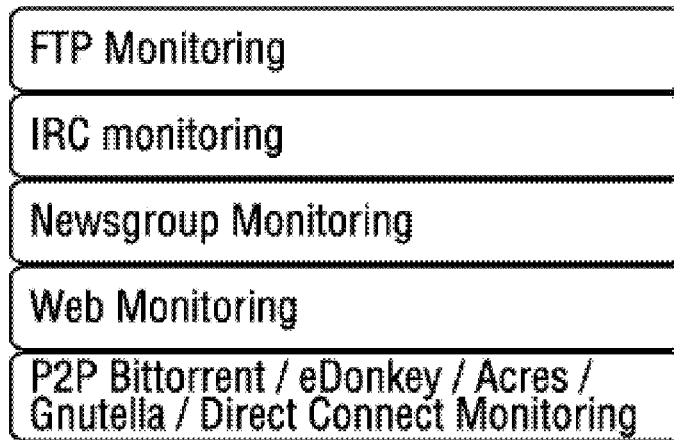 FTP Monitoring
IRC monitoring
Newsgroup Monitoring
Web Monitoring
P2P Bittorrent / eDonkey / Acres /
Gnutella / Direct Connect Monitoring